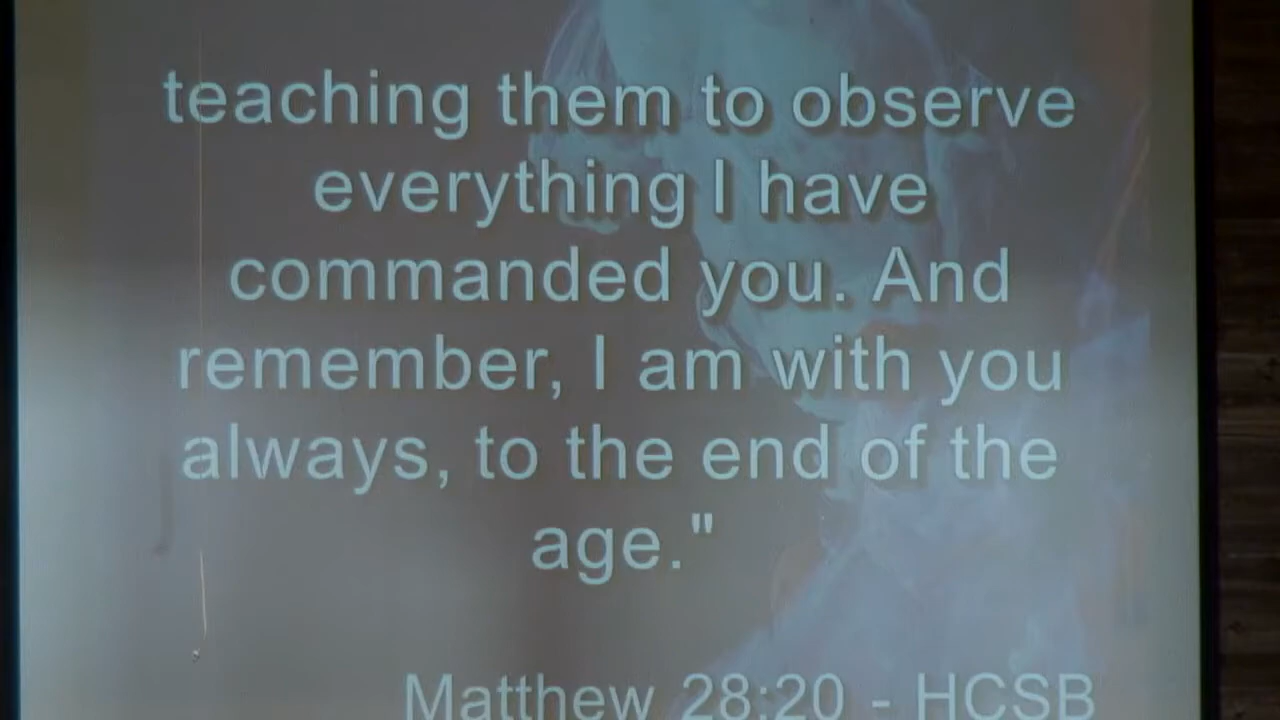 teaching them to observe
everything I have
commanded you. And
remember, I am with you
always, to the end of the
age."
Matthew 28:20 - HCSB